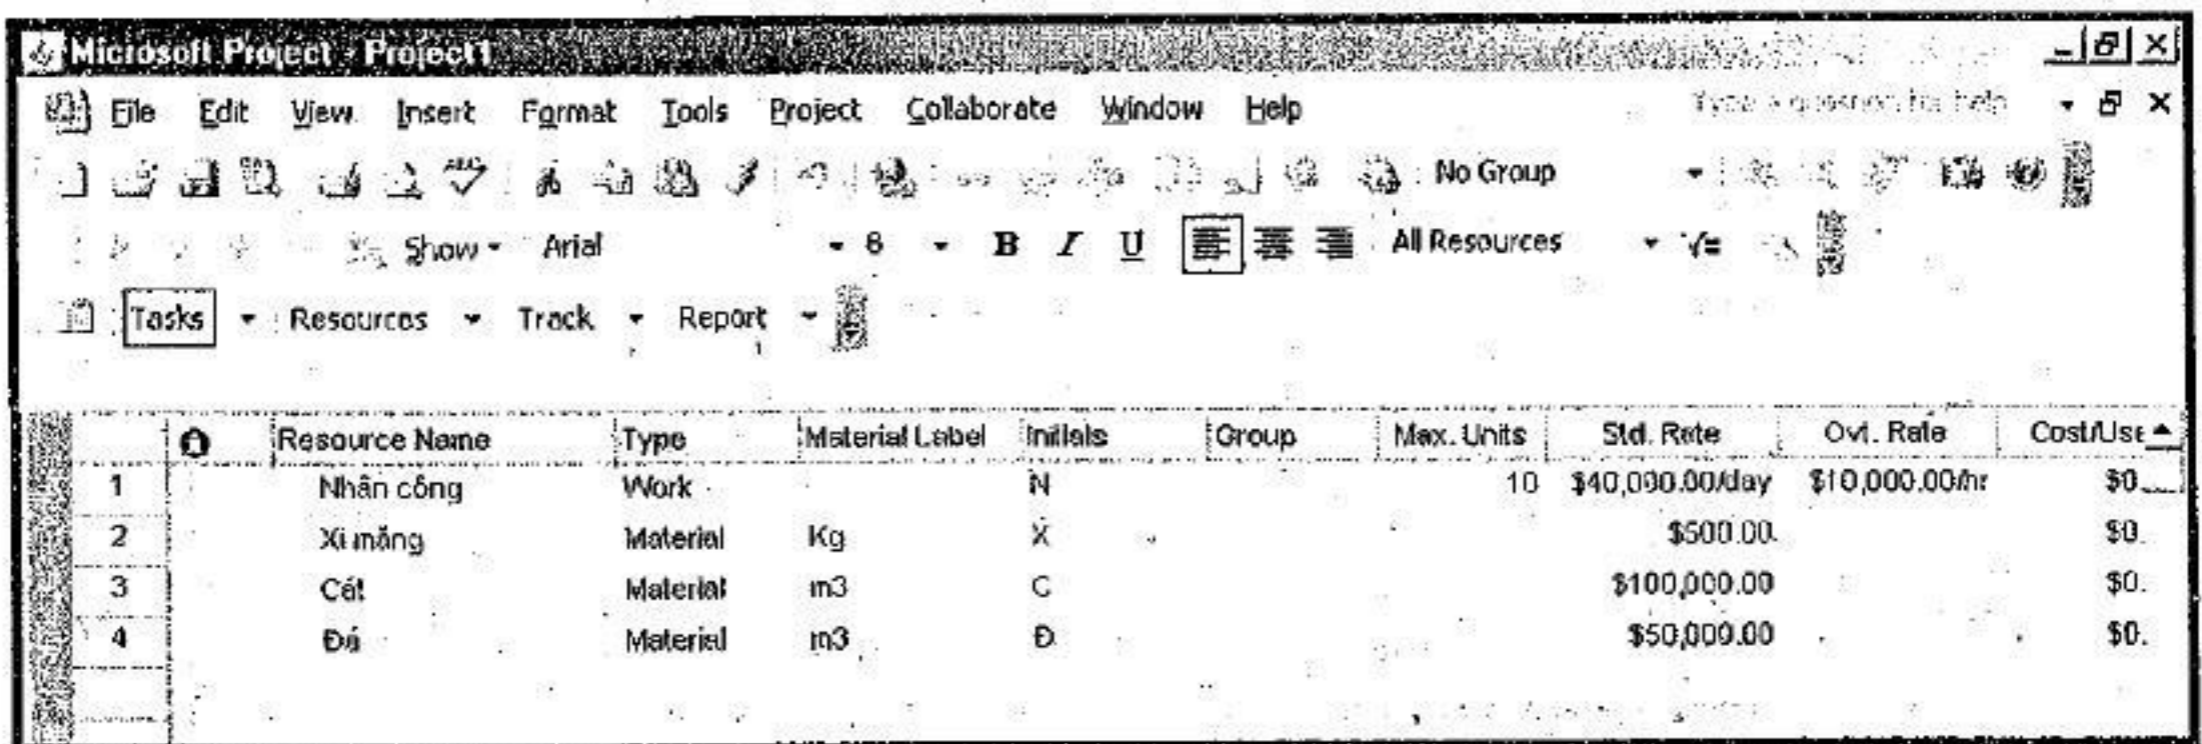 Microsoft Project - Project1
File Edit View Insert Format Tools Project Collaborate Window Help Type a question for help
No Group
Show Arial 8 B I U All Resources
Tasks Resources Track Report
Resource Name Type Material Label Initials Group Max. Units Std. Rate Ovt. Rate Cost/Use
1 Nhân công Work N 10 $40,000.00/day $10,000.00/hr $0.
2 Xi măng Material Kg X $500.00 $0.
3 Cát Material m3 C $100,000.00 $0.
4 Đá Material m3 Đ $50,000.00 $0.